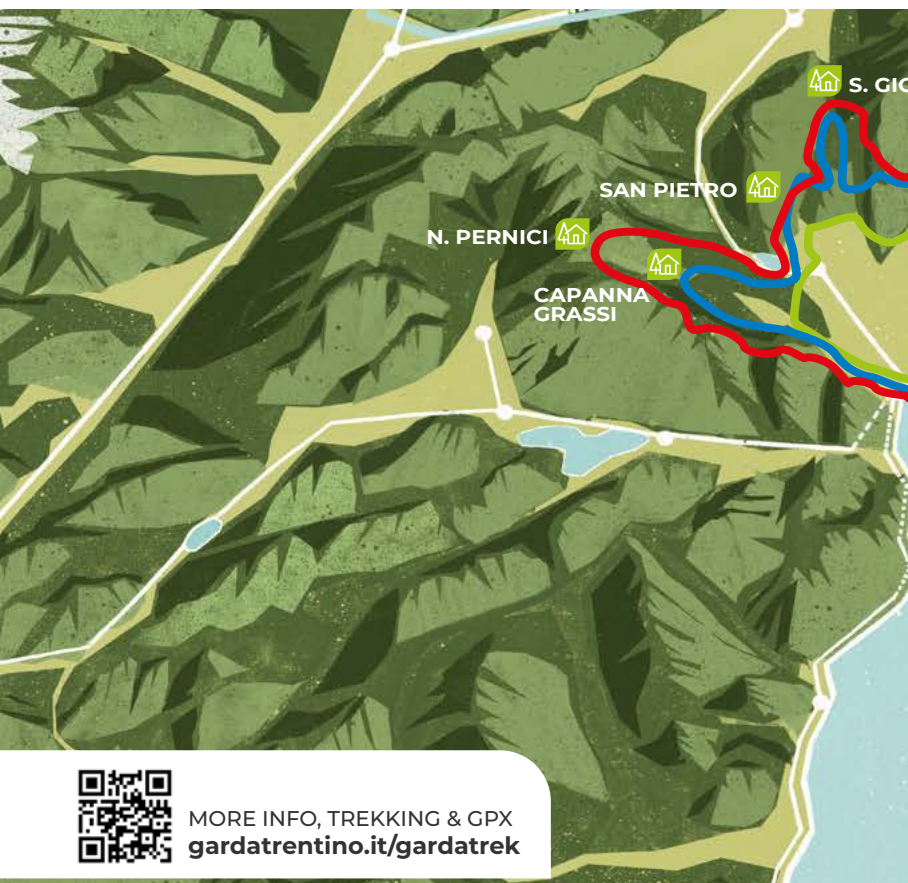 S. GIO
SAN PIETRO
N. PERNICI
CAPANNA
GRASSI
MORE INFO, TREKKING & GPX
gardatrentino.it/gardatrek